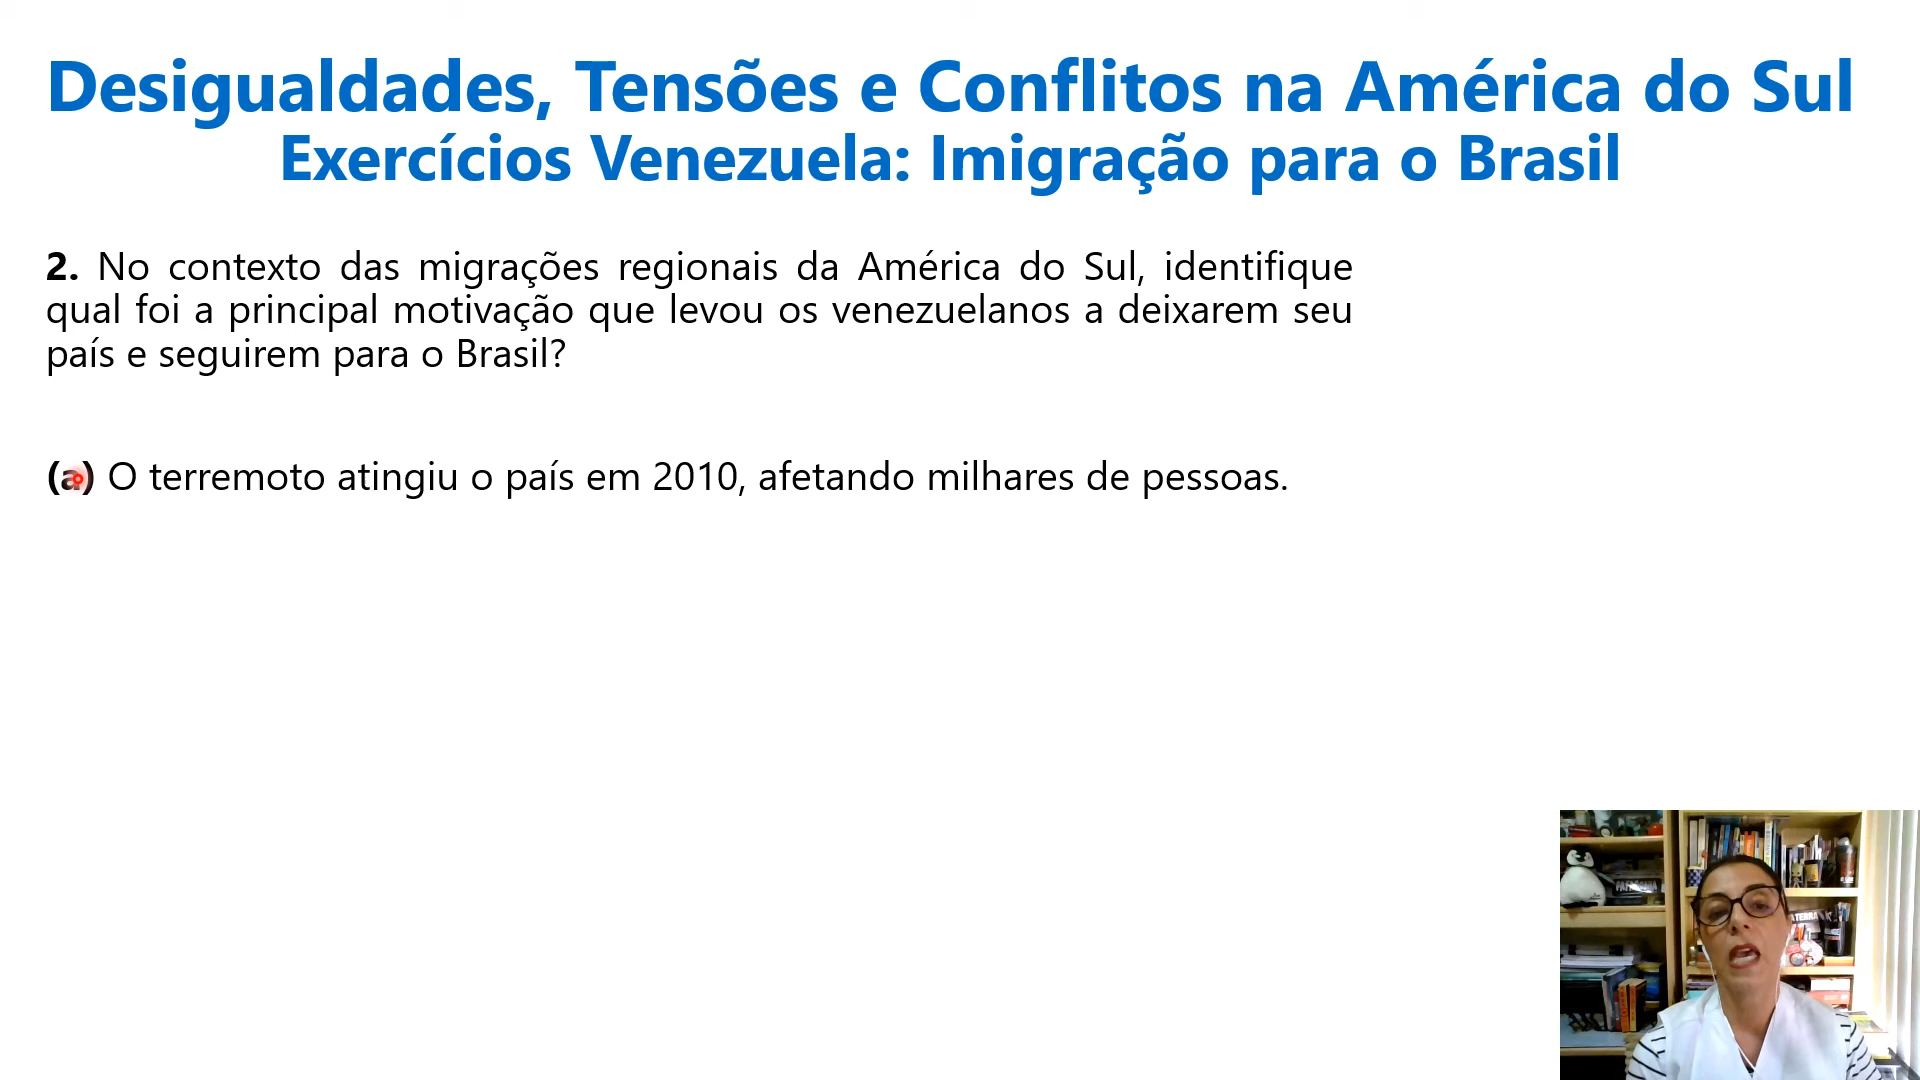 Desigualdades, Tensões e Conflitos na América do Sul
Exercícios Venezuela: Imigração para o Brasil
2. No contexto das migrações regionais da América do Sul, identifique
qual foi a principal motivação que levou os venezuelanos a deixarem seu
país e seguirem para o Brasil?
(a) O terremoto atingiu o país em 2010, afetando milhares de pessoas.